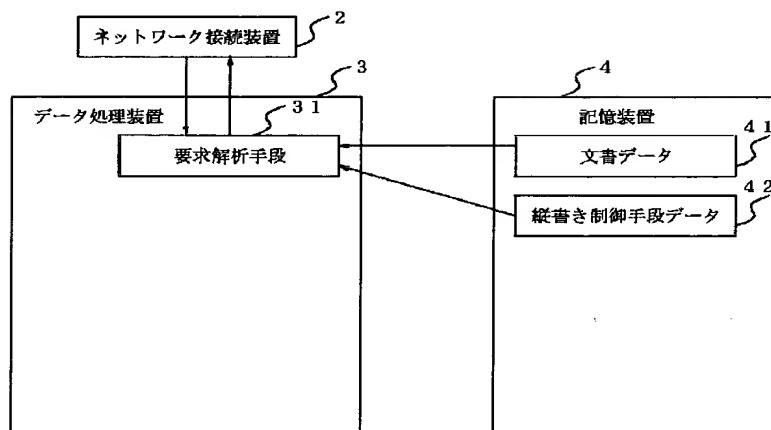 ネットワーク接続装置
2
3
データ処理装置
31
要求解析手段
4
記憶装置
41
文書データ
42
縦書き制御手段データ